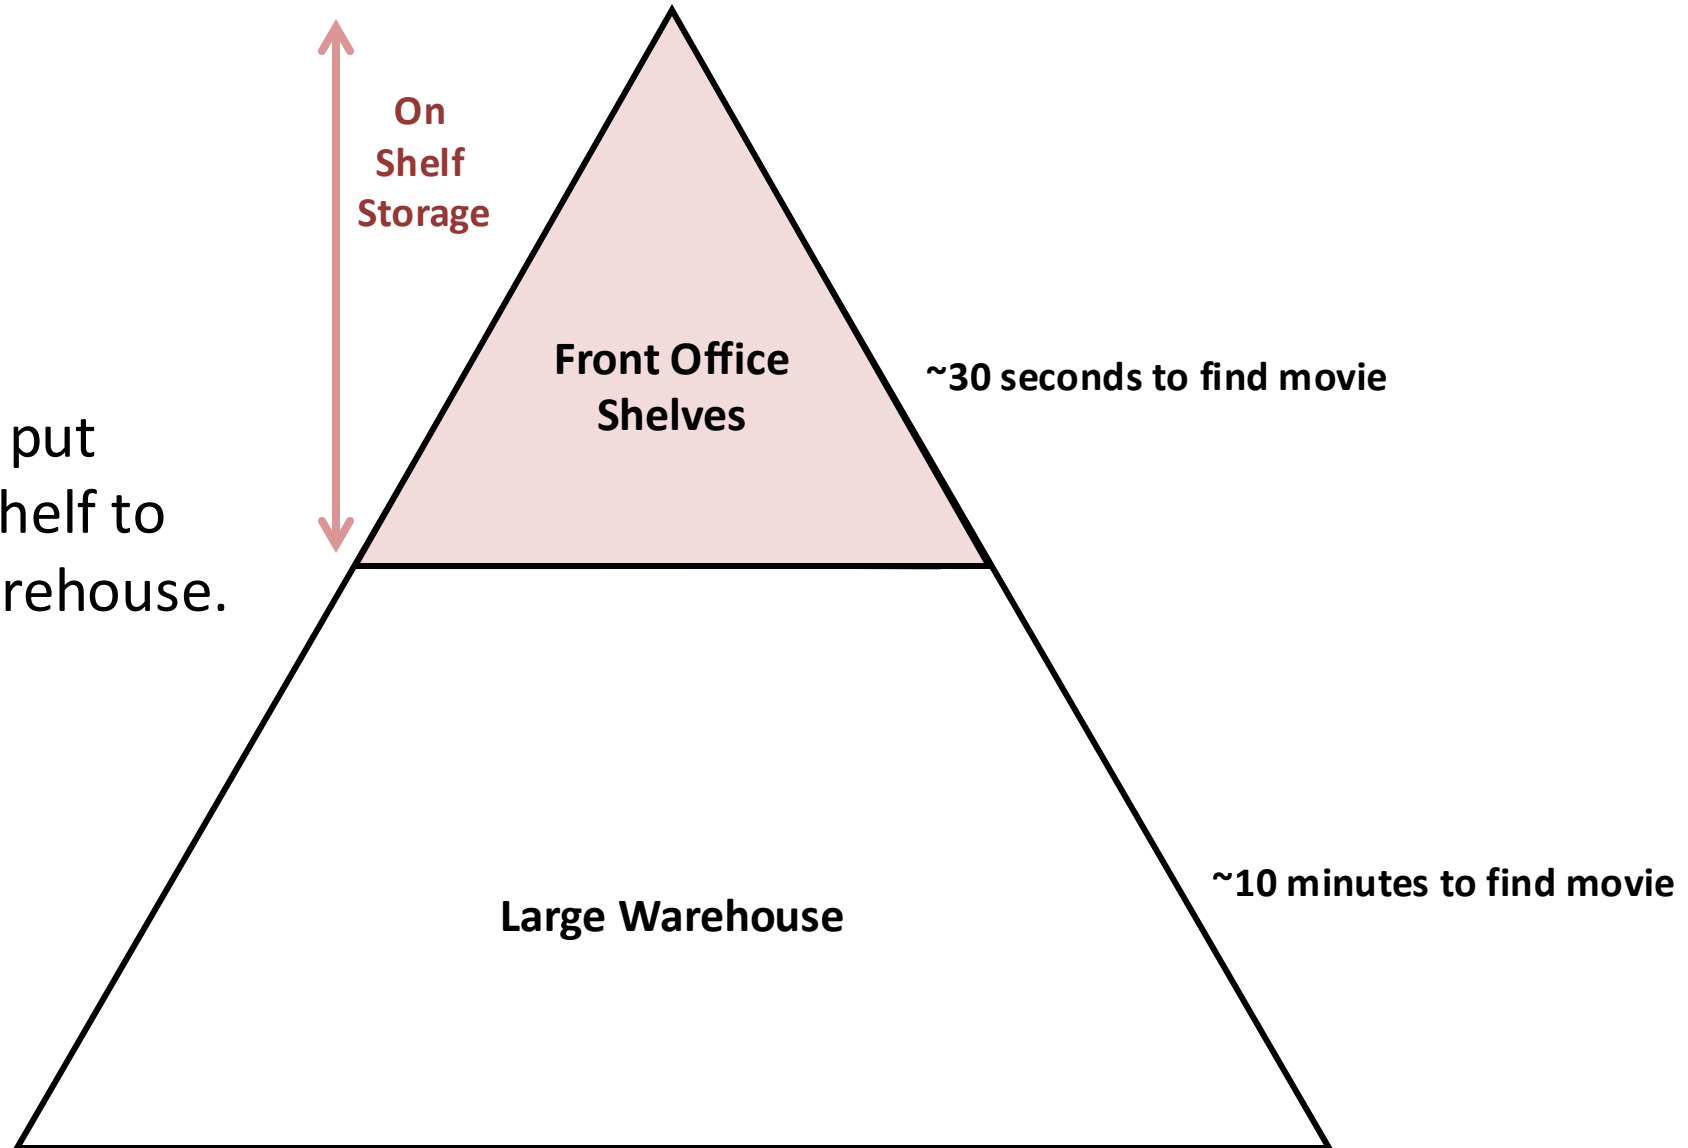 On
Shelf
Storage
Front Office
Shelves
~30 seconds to find movie
put
helf to
rehouse.
Large Warehouse
~10 minutes to find movie